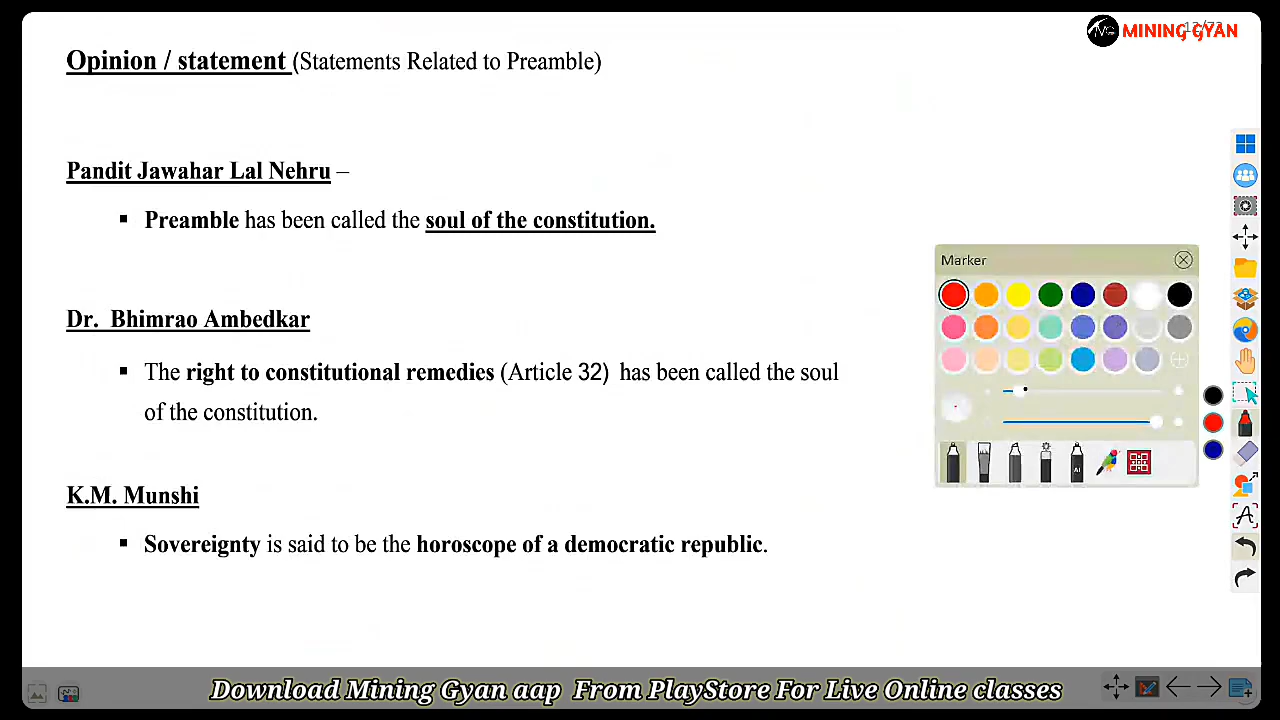 Opinion / statement (Statements Related to Preamble)
MINING GYAN
Pandit Jawahar Lal Nehru –
▪ Preamble has been called the soul of the constitution.
Marker
Dr. Bhimrao Ambedkar
▪ The right to constitutional remedies (Article 32) has been called the soul
of the constitution.
AI
K.M. Munshi
▪ Sovereignty is said to be the horoscope of a democratic republic.
Download Mining Gyan aap From PlayStore For Live Online classes